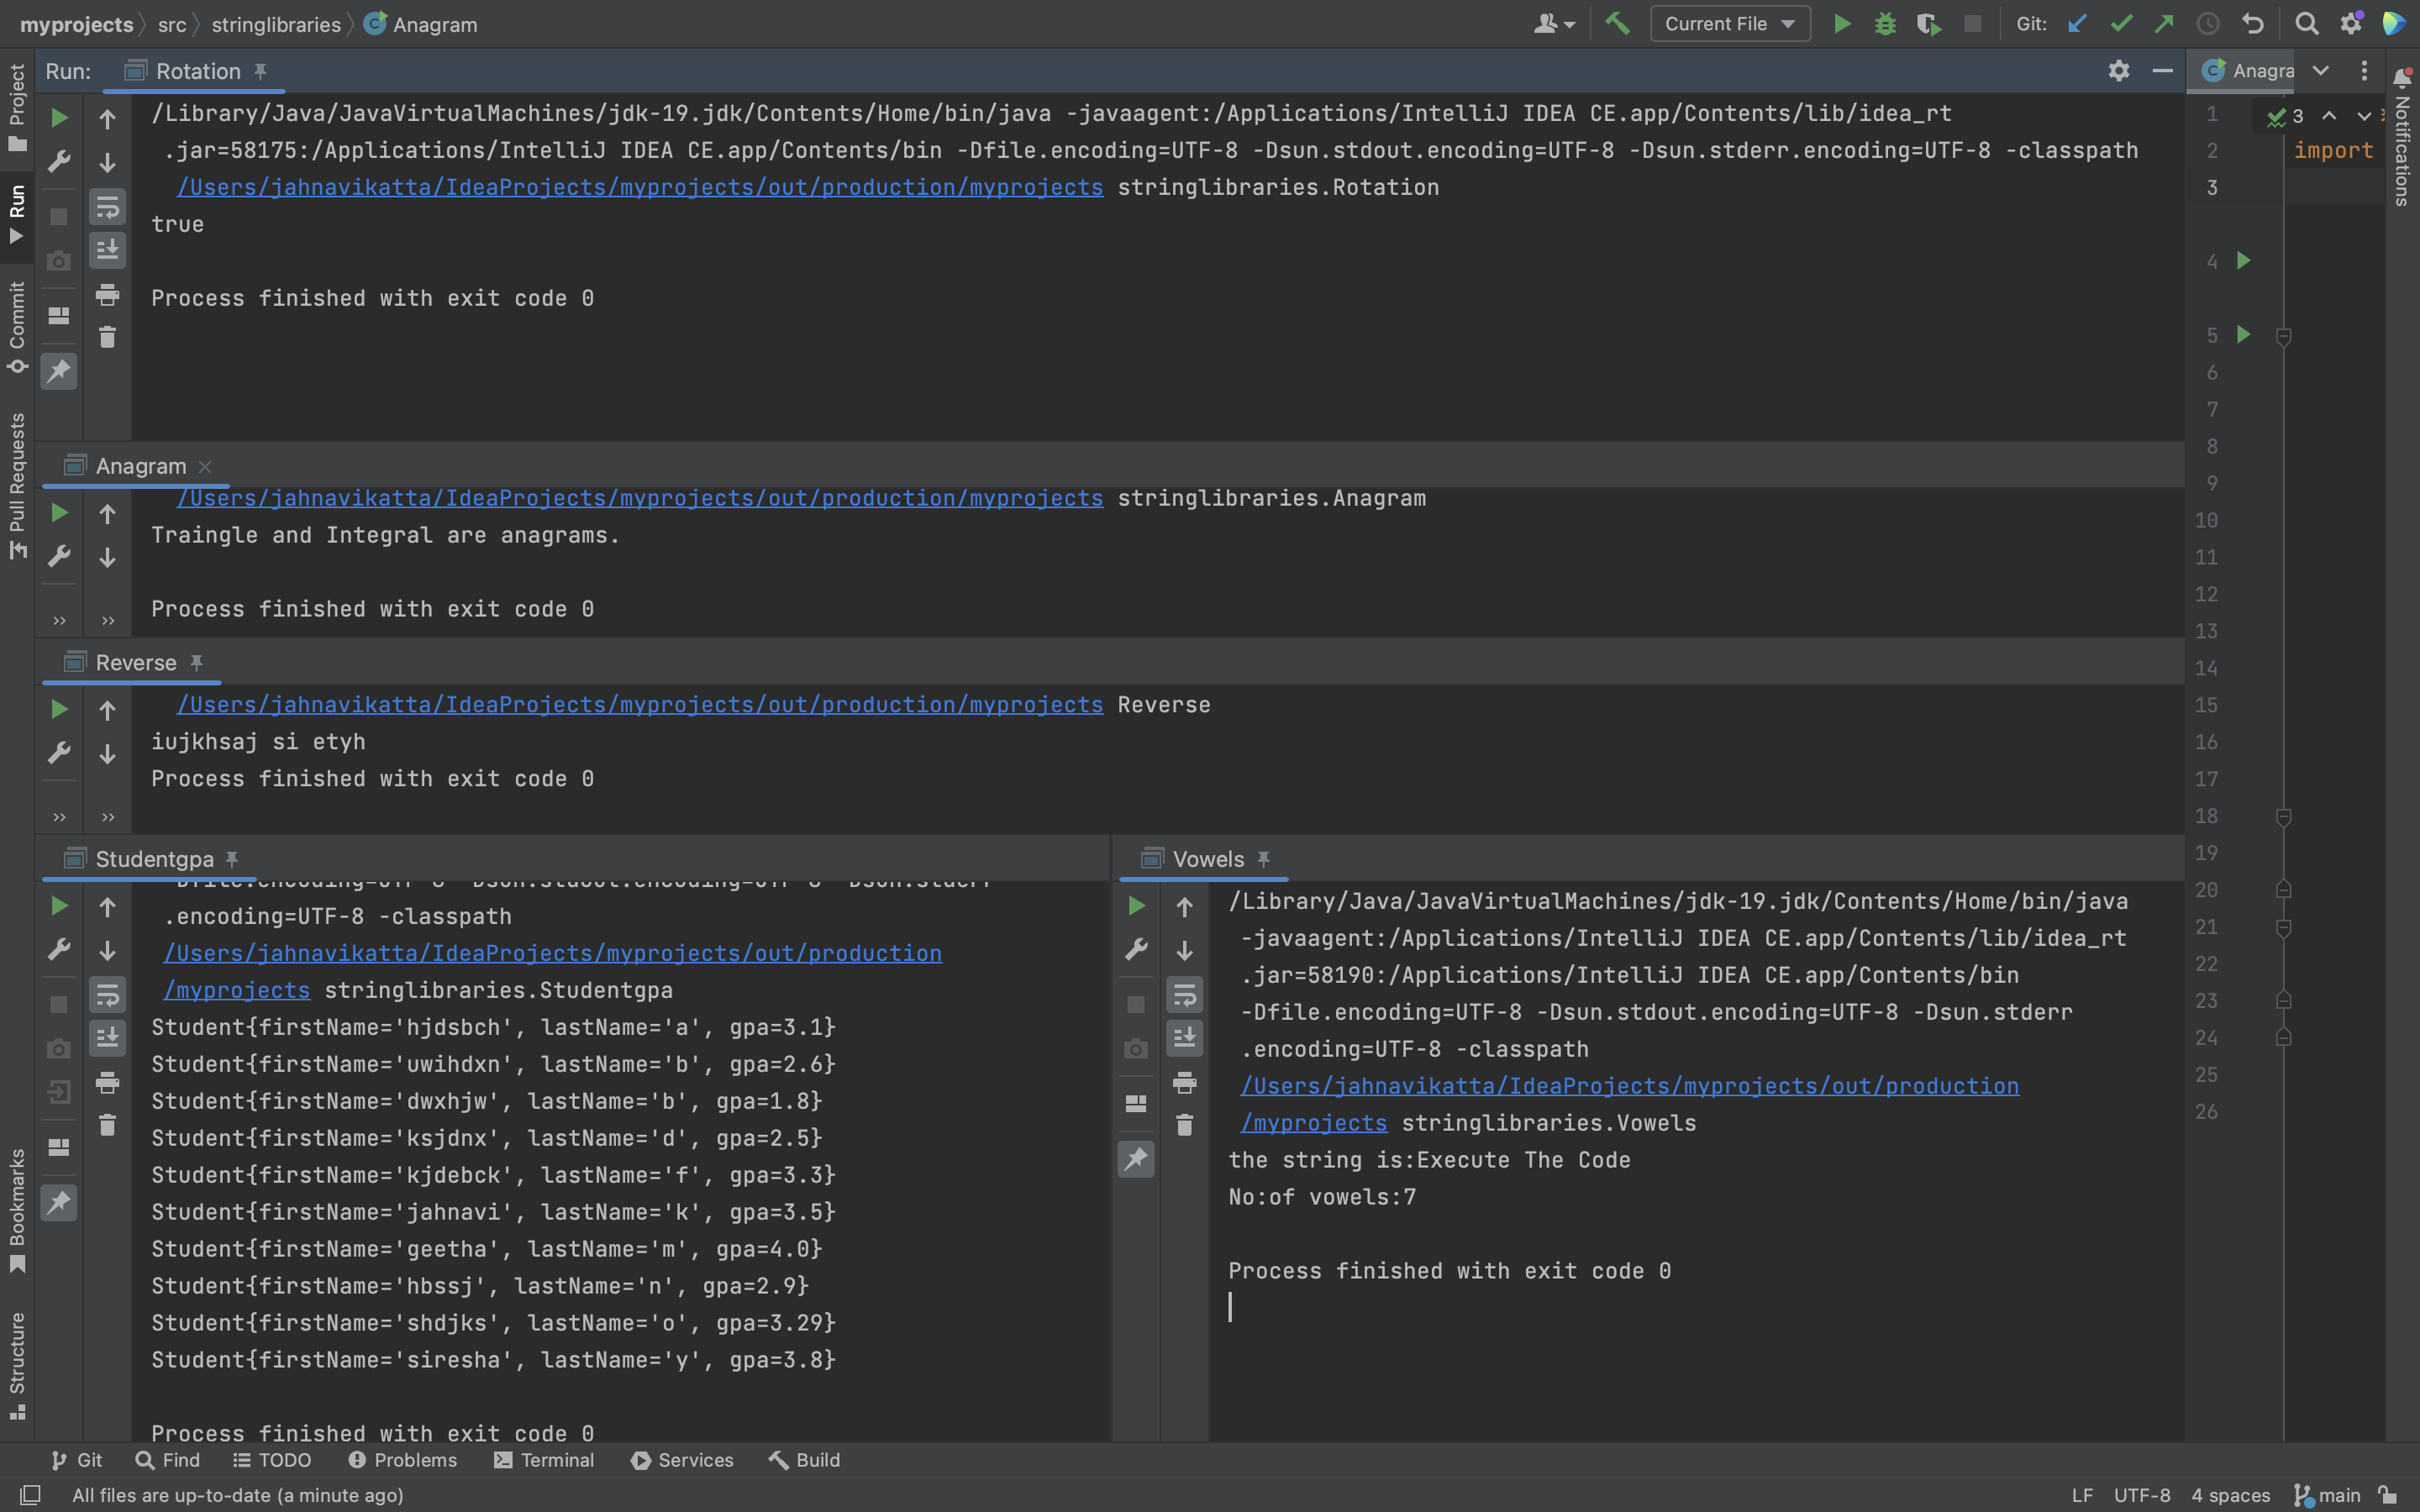 myprojects src stringlibraries Anagram
Current File Git:
Run: Rotation
Anagra
/Library/Java/JavaVirtualMachines/jdk-19.jdk/Contents/Home/bin/java -javaagent:/Applications/IntelliJ IDEA CE.app/Contents/lib/idea_rt
.jar=58175:/Applications/IntelliJ IDEA CE.app/Contents/bin -Dfile.encoding=UTF-8 -Dsun.stdout.encoding=UTF-8 -Dsun.stderr.encoding=UTF-8 -classpath
/Users/jahnavikatta/IdeaProjects/myprojects/out/production/myprojects stringlibraries.Rotation
true
Process finished with exit code 0
Anagram
/Users/jahnavikatta/IdeaProjects/myprojects/out/production/myprojects stringlibraries.Anagram
Traingle and Integral are anagrams.
Process finished with exit code 0
Reverse
/Users/jahnavikatta/IdeaProjects/myprojects/out/production/myprojects Reverse
iujkhsaj si etyh
Process finished with exit code 0
Studentgpa
-Dfile.encoding=UTF-8 -Dsun.stdout.encoding=UTF-8 -Dsun.stderr
.encoding=UTF-8 -classpath
/Users/jahnavikatta/IdeaProjects/myprojects/out/production
/myprojects stringlibraries.Studentgpa
Student{firstName='hjdsbch', lastName='a', gpa=3.1}
Student{firstName='uwihdxn', lastName='b', gpa=2.6}
Student{firstName='dwxhjw', lastName='b', gpa=1.8}
Student{firstName='ksjdnx', lastName='d', gpa=2.5}
Student{firstName='kjdebck', lastName='f', gpa=3.3}
Student{firstName='jahnavi', lastName='k', gpa=3.5}
Student{firstName='geetha', lastName='m', gpa=4.0}
Student{firstName='hbssj', lastName='n', gpa=2.9}
Student{firstName='shdjks', lastName='o', gpa=3.29}
Student{firstName='siresha', lastName='y', gpa=3.8}
Process finished with exit code 0
Vowels
/Library/Java/JavaVirtualMachines/jdk-19.jdk/Contents/Home/bin/java
-javaagent:/Applications/IntelliJ IDEA CE.app/Contents/lib/idea_rt
.jar=58190:/Applications/IntelliJ IDEA CE.app/Contents/bin
-Dfile.encoding=UTF-8 -Dsun.stdout.encoding=UTF-8 -Dsun.stderr
.encoding=UTF-8 -classpath
/Users/jahnavikatta/IdeaProjects/myprojects/out/production
/myprojects stringlibraries.Vowels
the string is:Execute The Code
No:of vowels:7
Process finished with exit code 0
1 3
2 import
3
4
5
6
7
8
9
10
11
12
13
14
15
16
17
18
19
20
21
22
23
24
25
26
Project
Run
Commit
Pull Requests
Bookmarks
Structure
Notifications
Git Find TODO Problems Terminal Services Build
All files are up-to-date (a minute ago)
LF UTF-8 4 spaces main